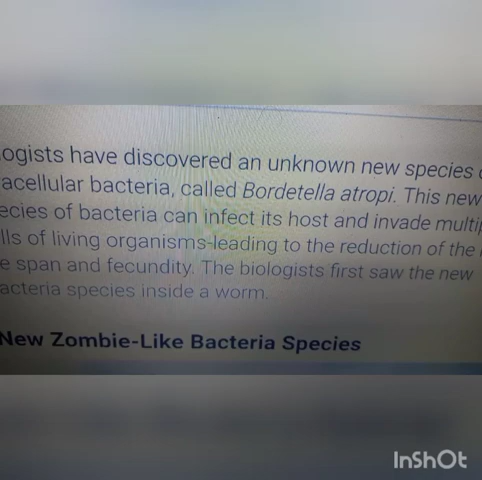 ogists have discovered an unknown new species
acellular bacteria, called Bordetella atropi. This new
ecies of bacteria can infect its host and invade multip
lls of living organisms-leading to the reduction of the
e span and fecundity. The biologists first saw the new
acteria species inside a worm.
New Zombie-Like Bacteria Species
InShOt